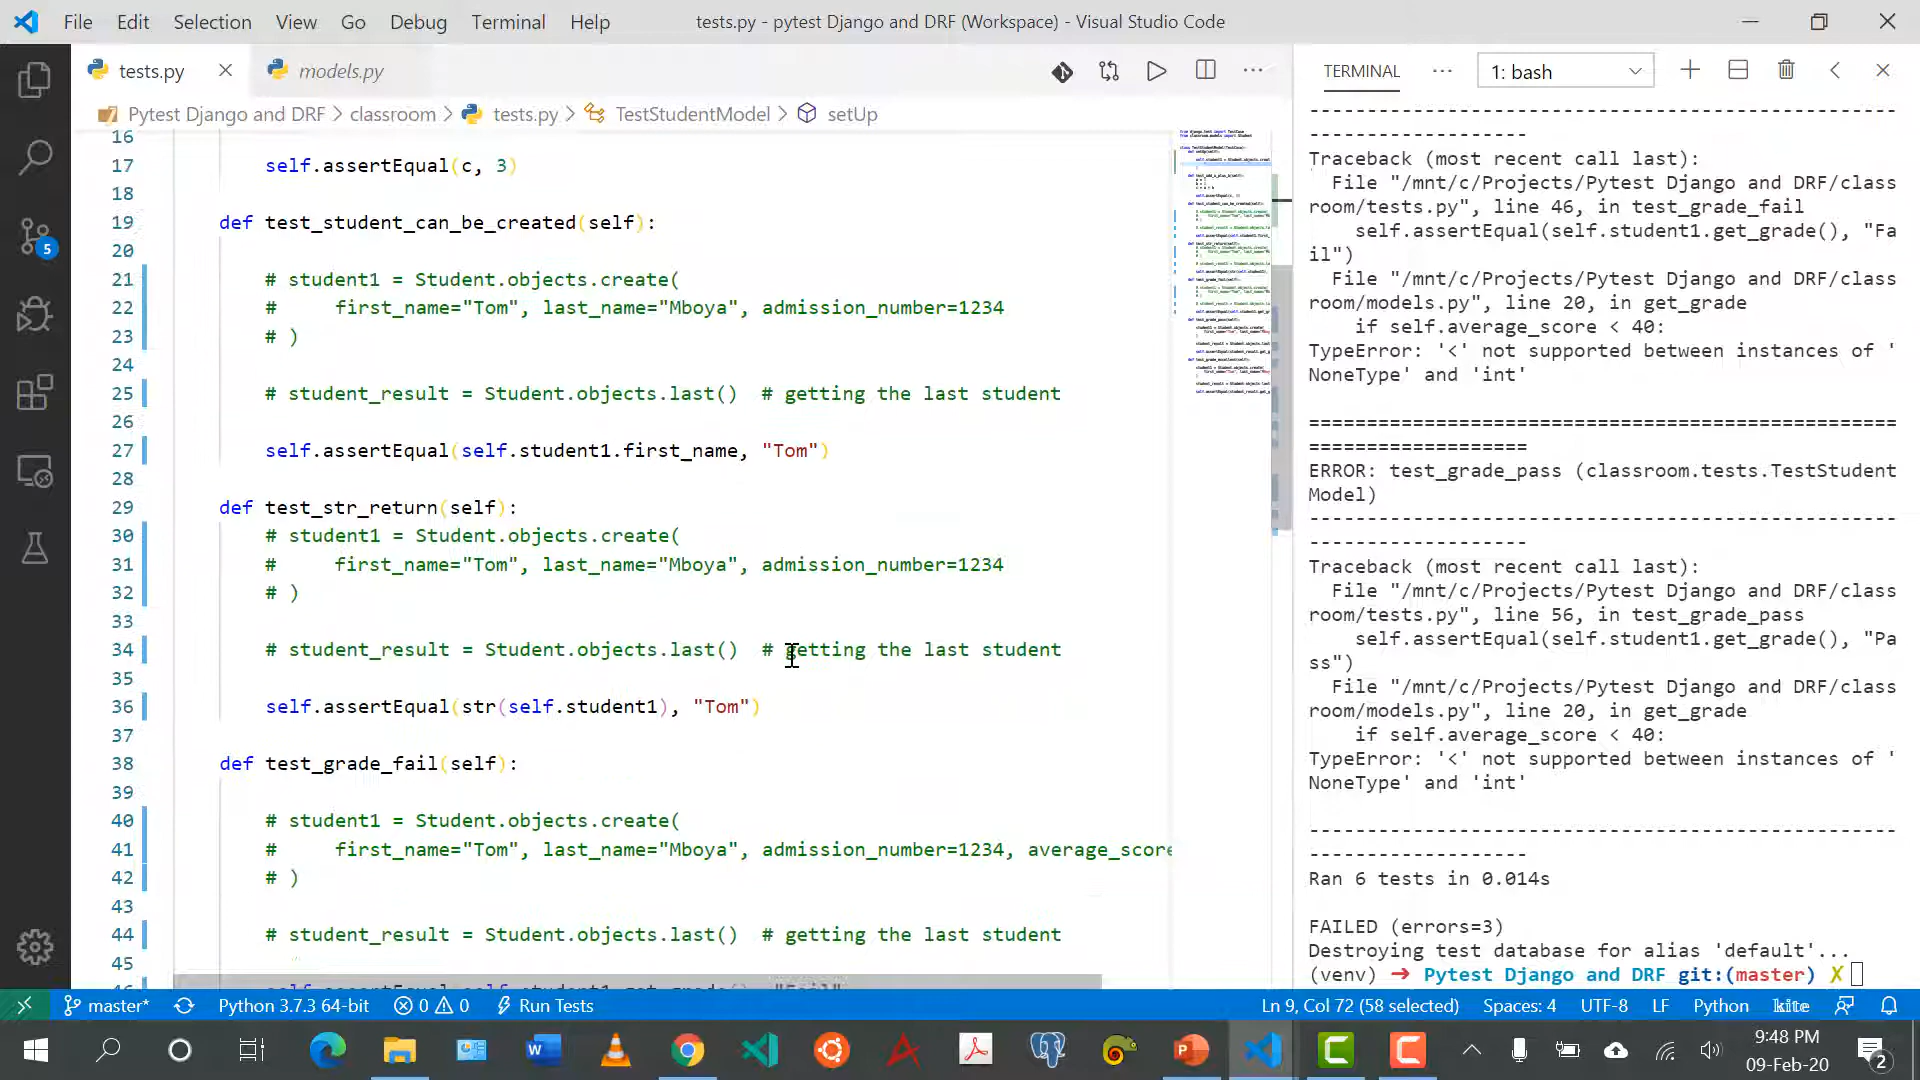 File Edit Selection View Go Debug Terminal Help tests.py - pytest Django and DRF (Workspace) - Visual Studio Code
tests.py models.py
Pytest Django and DRF > classroom > tests.py > TestStudentModel > setUp
16
17 self.assertEqual(c, 3)
18
19 def test_student_can_be_created(self):
20
21 # student1 = Student.objects.create(
22 #     first_name="Tom", last_name="Mboya", admission_number=1234
23 # )
24
25 # student_result = Student.objects.last()  # getting the last student
26
27 self.assertEqual(self.student1.first_name, "Tom")
28
29 def test_str_return(self):
30 # student1 = Student.objects.create(
31 #     first_name="Tom", last_name="Mboya", admission_number=1234
32 # )
33
34 # student_result = Student.objects.last()  # getting the last student
35
36 self.assertEqual(str(self.student1), "Tom")
37
38 def test_grade_fail(self):
39
40 # student1 = Student.objects.create(
41 #     first_name="Tom", last_name="Mboya", admission_number=1234, average_score
42 # )
43
44 # student_result = Student.objects.last()  # getting the last student
45
TERMINAL 1: bash
-------------------
Traceback (most recent call last):
File "/mnt/c/Projects/Pytest Django and DRF/class
room/tests.py", line 46, in test_grade_fail
self.assertEqual(self.student1.get_grade(), "Fa
il")
File "/mnt/c/Projects/Pytest Django and DRF/class
room/models.py", line 20, in get_grade
if self.average_score < 40:
TypeError: '<' not supported between instances of '
NoneType' and 'int'
===================================================
===================
ERROR: test_grade_pass (classroom.tests.TestStudent
Model)
---------------------------------------------------
-------------------
Traceback (most recent call last):
File "/mnt/c/Projects/Pytest Django and DRF/class
room/tests.py", line 56, in test_grade_pass
self.assertEqual(self.student1.get_grade(), "Pa
ss")
File "/mnt/c/Projects/Pytest Django and DRF/class
room/models.py", line 20, in get_grade
if self.average_score < 40:
TypeError: '<' not supported between instances of '
NoneType' and 'int'
---------------------------------------------------
-------------------
Ran 6 tests in 0.014s
FAILED (errors=3)
Destroying test database for alias 'default'...
(venv) → Pytest Django and DRF git:(master) ✗
5
master* Python 3.7.3 64-bit 0 0 Run Tests Ln 9, Col 72 (58 selected) Spaces: 4 UTF-8 LF Python kite
9:48 PM
09-Feb-20
2